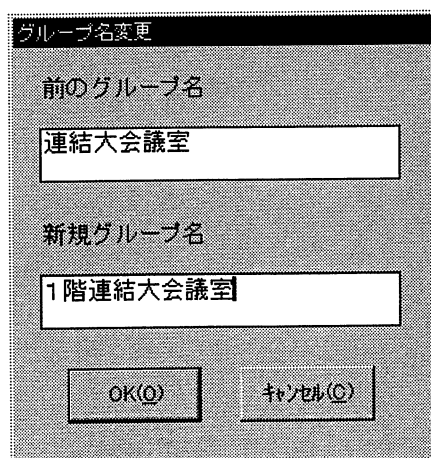 グループ名変更
前のグループ名
連結大会議室
新規グループ名
1階連結大会議室
OK(O) ｷｬﾝｾﾙ(C)